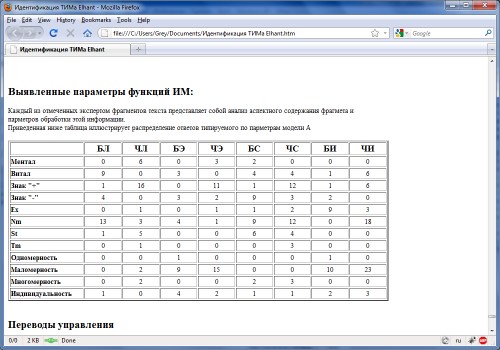 Идентификация ТИМа Elhant - Mozilla Firefox
File Edit View History Bookmarks Tools Help
file:///C:/Users/Grey/Documents/Идентификация ТИМа Elhant.htm
Google
Идентификация ТИМа Elhant
Выявленные параметры функций ИМ:
Каждый из отмеченных экспертом фрагментов текста представляет собой анализ аспектного содержания фрагмета и
парметров обработки этой информации.
Приведенная ниже таблица иллюстрирует распределение ответов типируемого по парметрам модели А
БЛ ЧЛ БЭ ЧЭ БС ЧС БИ ЧИ
Ментал 0 6 0 3 2 0 0 0
Витал 9 0 3 0 4 4 1 6
Знак "+" 1 16 0 11 1 12 1 6
Знак "-" 4 0 3 2 9 3 2 0
Ex 0 1 0 1 1 2 9 3
Nm 13 3 4 1 9 12 0 18
St 1 5 0 0 6 4 0 0
Tm 0 1 0 0 0 3 0 0
Одномерность 0 0 1 0 0 0 1 0
Маломерность 0 2 9 15 0 0 10 23
Многомерность 0 2 0 0 2 3 0 0
Индивидуальность 1 0 4 2 1 1 2 3
Переводы управления
0/0 2 KB Done ru ABP